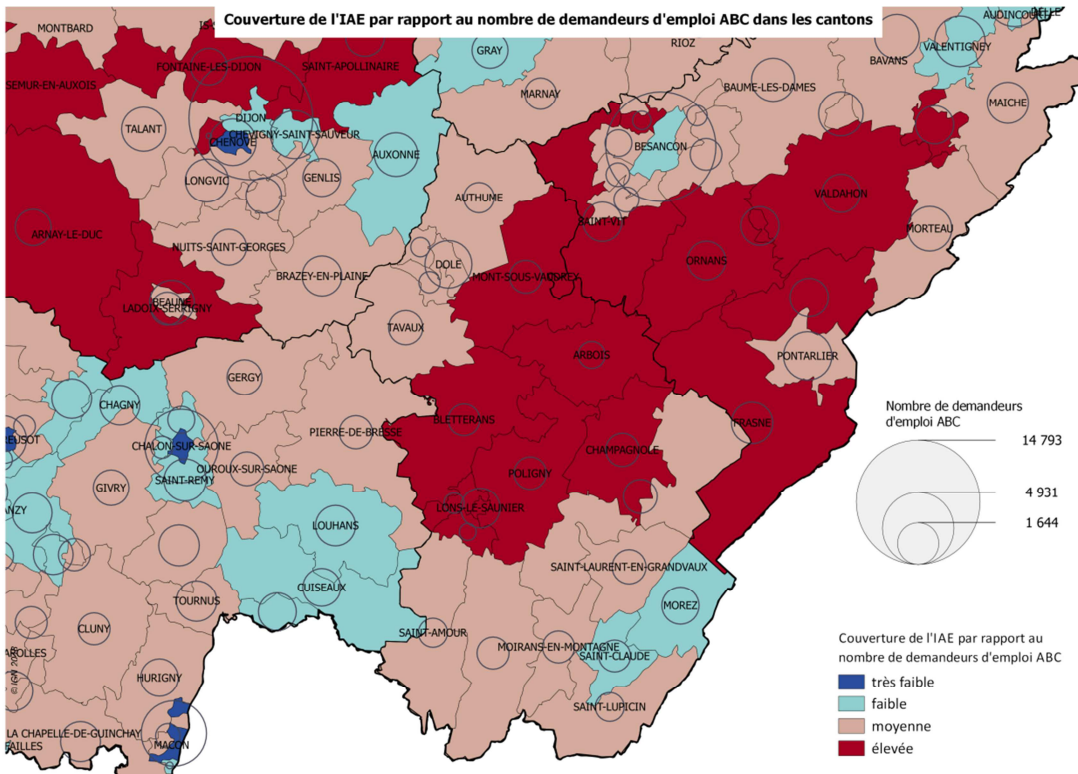 Couverture de l'IAE par rapport au nombre de demandeurs d'emploi ABC dans les cantons
MONTBARD
IS
GRAY
RIOZ
AUDINCOURT
BAVANS
VALENTIGNEY
FONTAINE-LES-DIJON
SAINT-APOLLINAIRE
SEMUR-EN-AUXOIS
MARNAY
BAUME-LES-DAMES
MAICHE
TALANT
DIJON
CHEVIGNY-SAINT-SAUVEUR
CHENOVE
AUXONNE
BESANCON
LONGVIC
GENLIS
AUTHUME
VALDAHON
ARNAY-LE-DUC
SAINT-VIT
MORTEAU
NUITS-SAINT-GEORGES
DOLE
ORNANS
BRAZEY-EN-PLAINE
MONT-SOUS-VAUDREY
BEAUNE
LADOIX-SERRIGNY
TAVAUX
ARBOIS
PONTARLIER
GERGY
CHAGNY
BLETTERANS
FRASNE
PIERRE-DE-BRESSE
REUSOT
CHALON-SUR-SAONE
CHAMPAGNOLE
OUROUX-SUR-SAONE
POLIGNY
GIVRY
SAINT-REMY
LONS-LE-SAUNIER
ANZY
LOUHANS
SAINT-LAURENT-EN-GRANDVAUX
CUISEAUX
TOURNUS
MOREZ
CLUNY
SAINT-AMOUR
MOIRANS-EN-MONTAGNE
SAINT-CLAUDE
AROLLES
HURIGNY
SAINT-LUPICIN
LA CHAPELLE-DE-GUINCHAY
FAILLES
MACON
Nombre de demandeurs
d'emploi ABC
14 793
4 931
1 644
Couverture de l'IAE par rapport au
nombre de demandeurs d'emploi ABC
très faible
faible
moyenne
élevée